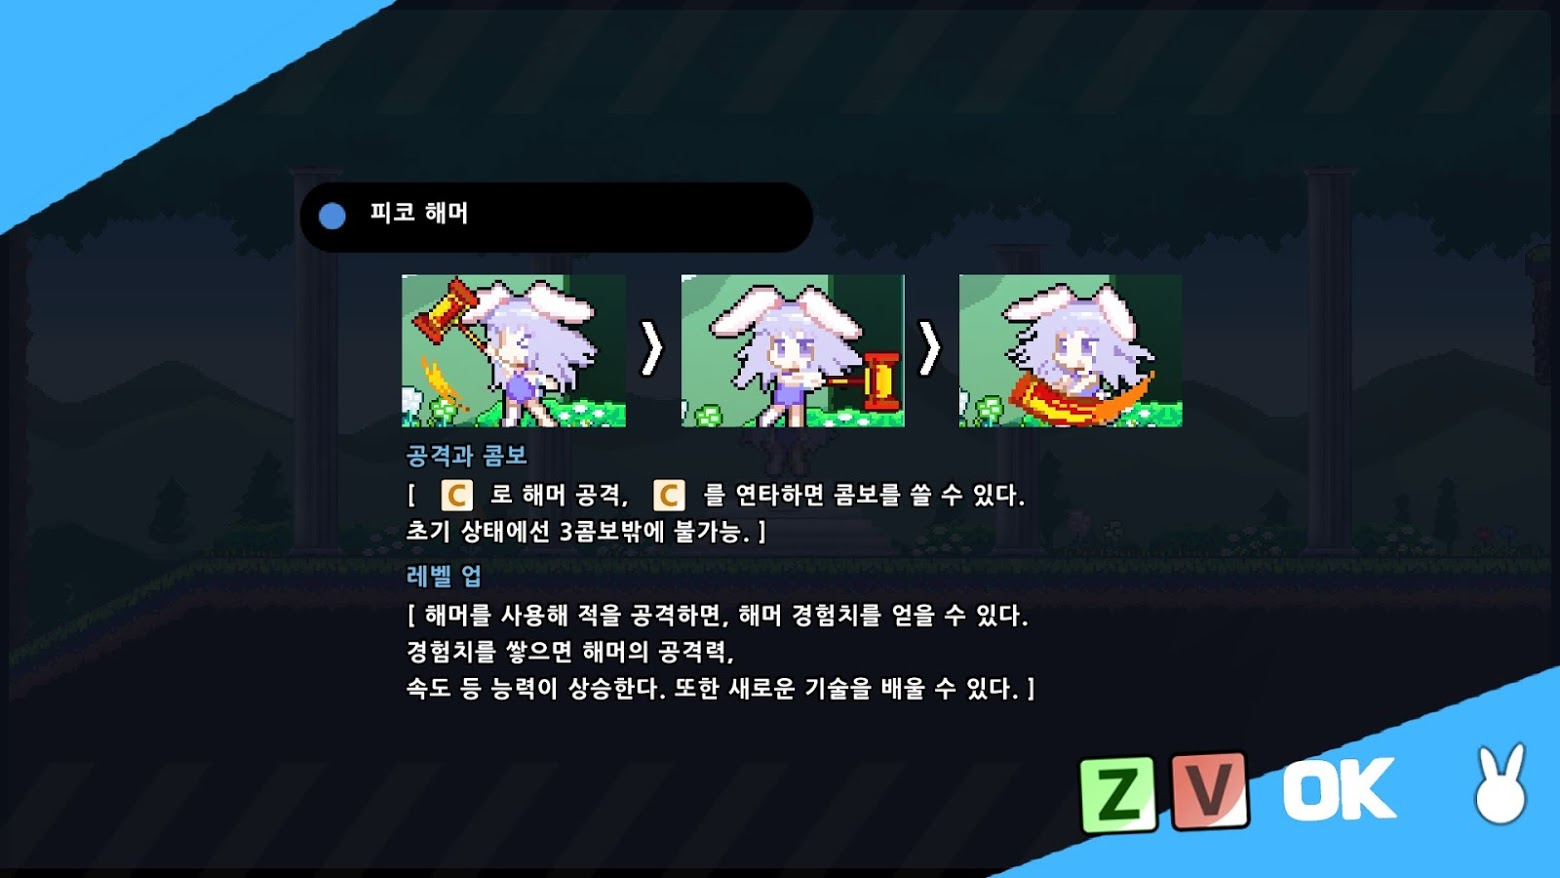 피코 해머
공격과 콤보
[ C 로 해머 공격, C 를 연타하면 콤보를 쓸 수 있다.
초기 상태에선 3콤보밖에 불가능. ]
레벨 업
[ 해머를 사용해 적을 공격하면, 해머 경험치를 얻을 수 있다.
경험치를 쌓으면 해머의 공격력,
속도 등 능력이 상승한다. 또한 새로운 기술을 배울 수 있다. ]
Z V OK